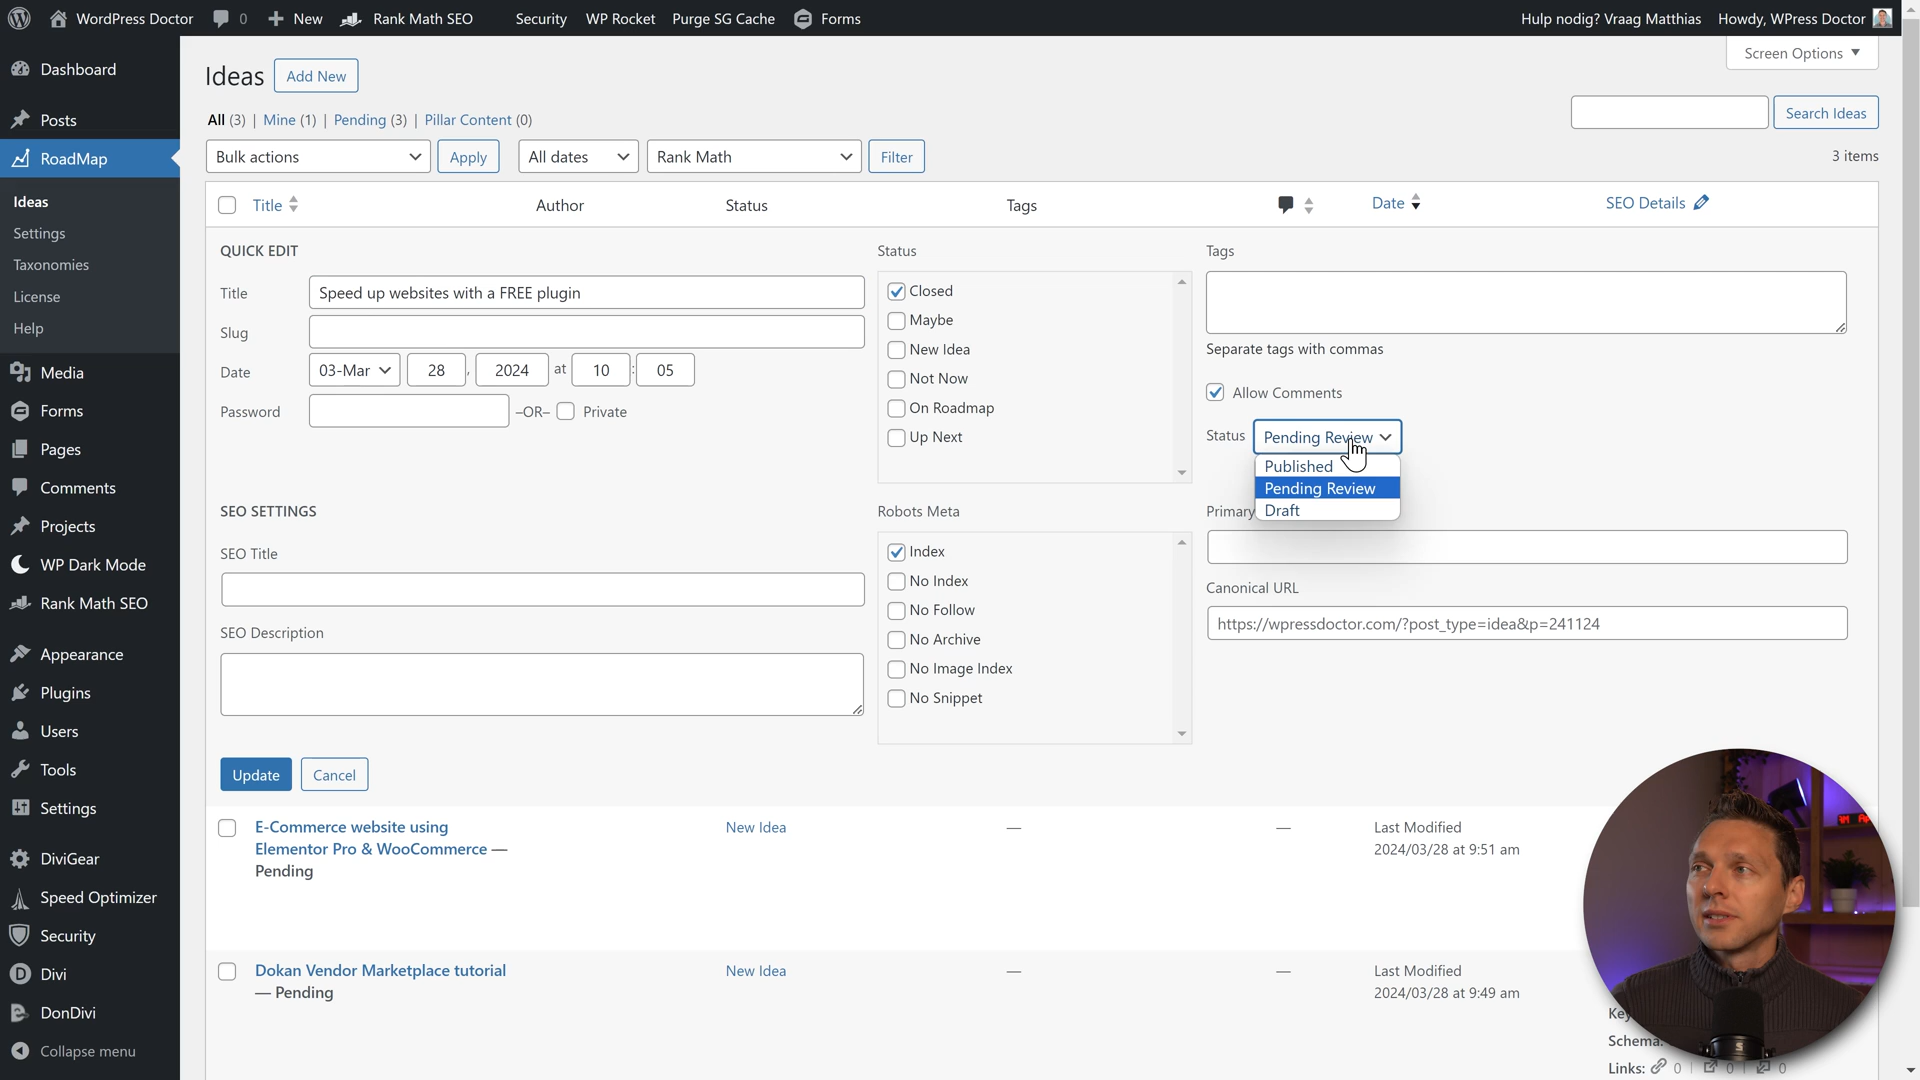 WordPress Doctor 0 New Rank Math SEO Security WP Rocket Purge SG Cache Forms Hulp nodig? Vraag Matthias Howdy, WPress Doctor
Screen Options
Dashboard
Posts
RoadMap
Ideas
Settings
Taxonomies
License
Help
Media
Forms
Pages
Comments
Projects
WP Dark Mode
Rank Math SEO
Appearance
Plugins
Users
Tools
Settings
DiviGear
Speed Optimizer
Security
Divi
DonDivi
Collapse menu
Ideas Add New
All (3) | Mine (1) | Pending (3) | Pillar Content (0)
Search Ideas
Bulk actions Apply All dates Rank Math Filter
3 items
Title Author Status Tags Date SEO Details
QUICK EDIT
Title Speed up websites with a FREE plugin
Slug
Date 03-Mar 28 , 2024 at 10 : 05
Password –OR– Private
Status
Closed
Maybe
New Idea
Not Now
On Roadmap
Up Next
Tags
Separate tags with commas
Allow Comments
Status Pending Review
Published
Pending Review
Draft
SEO SETTINGS
SEO Title
SEO Description
Robots Meta
Index
No Index
No Follow
No Archive
No Image Index
No Snippet
Primary
Canonical URL
https://wpressdoctor.com/?post_type=idea&p=241124
Update Cancel
E-Commerce website using
Elementor Pro & WooCommerce —
Pending
New Idea
—
—
Last Modified
2024/03/28 at 9:51 am
Dokan Vendor Marketplace tutorial
— Pending
New Idea
—
—
Last Modified
2024/03/28 at 9:49 am
Schema:
Links: 0 | 0 | 0